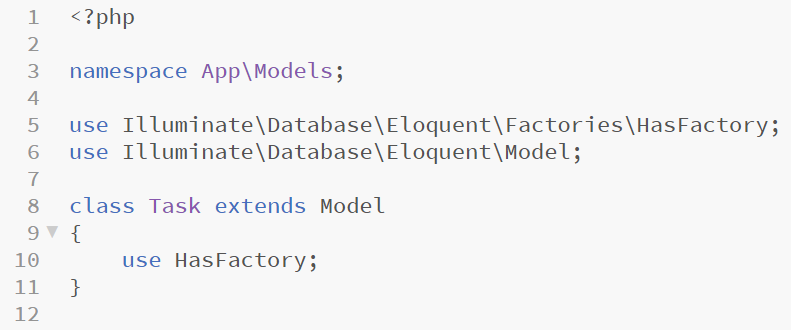 1 <?php
2
3 namespace App\Models;
4
5 use Illuminate\Database\Eloquent\Factories\HasFactory;
6 use Illuminate\Database\Eloquent\Model;
7
8 class Task extends Model
9 {
10     use HasFactory;
11 }
12